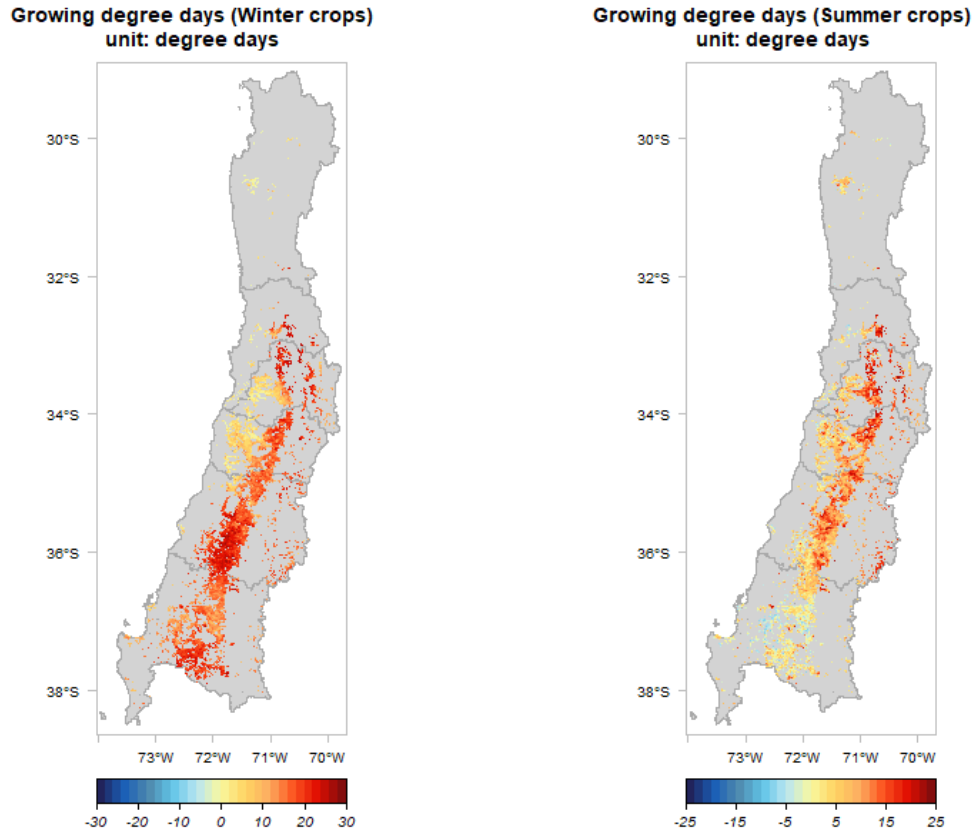 Growing degree days (Winter crops)
unit: degree days
30°S
32°S
34°S
36°S
38°S
73°W 72°W 71°W 70°W
-30 -20 -10 0 10 20 30
Growing degree days (Summer crops)
unit: degree days
30°S
32°S
34°S
36°S
38°S
73°W 72°W 71°W 70°W
-25 -15 -5 5 15 25